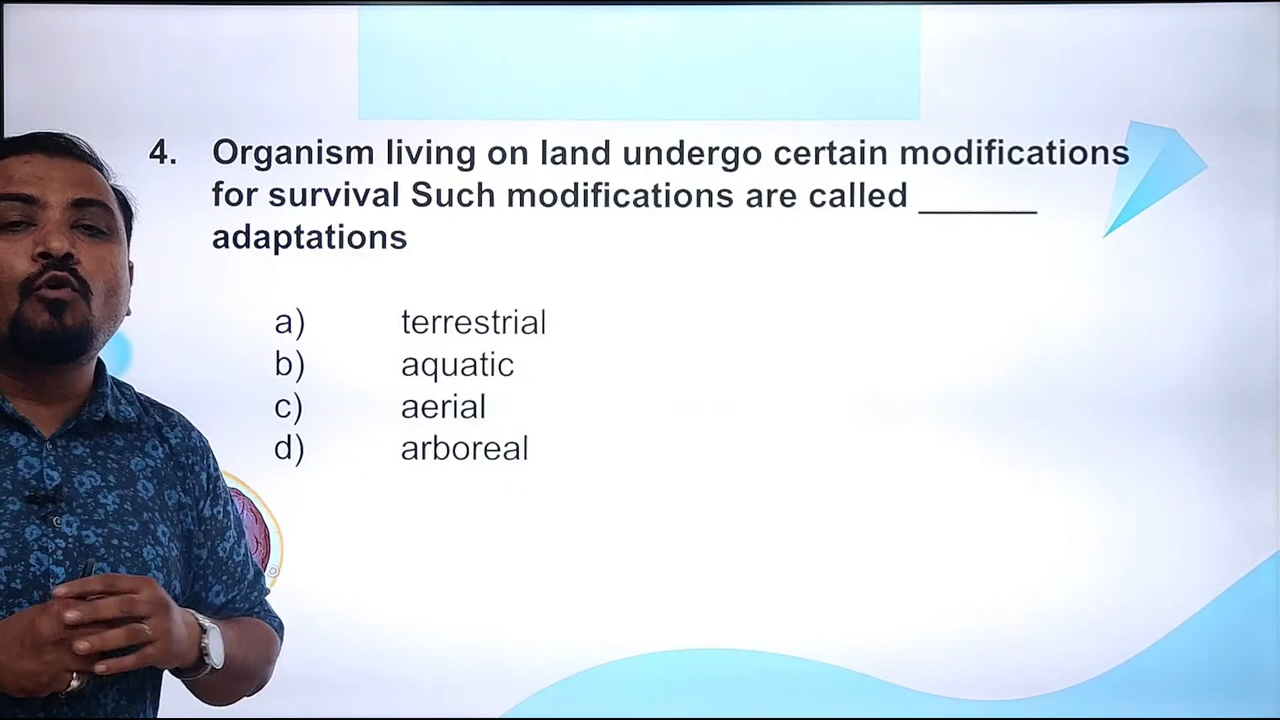 4. Organism living on land undergo certain modifications
for survival Such modifications are called _______
adaptations
a) terrestrial
b) aquatic
c) aerial
d) arboreal